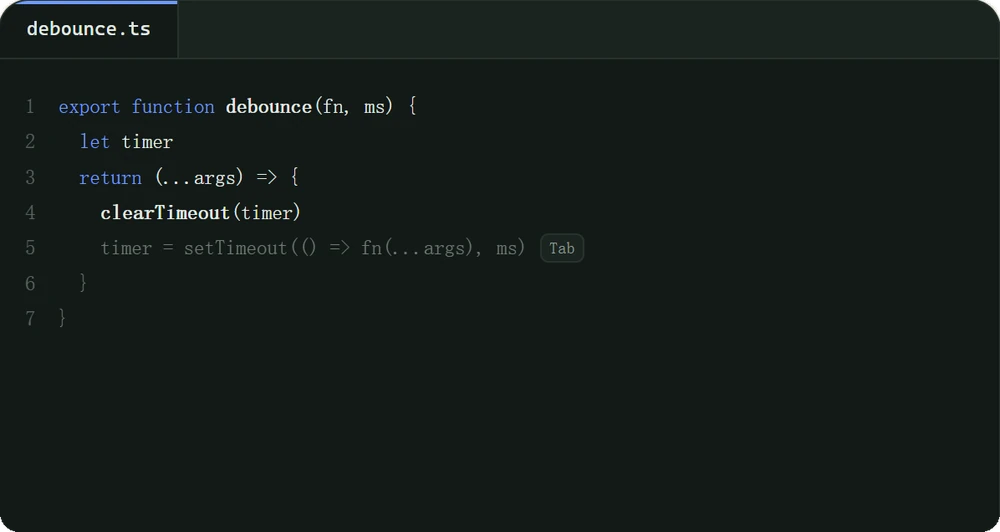 debounce.ts
1 export function debounce(fn, ms) {
2   let timer
3   return (...args) => {
4     clearTimeout(timer)
5     timer = setTimeout(() => fn(...args), ms) Tab
6   }
7 }